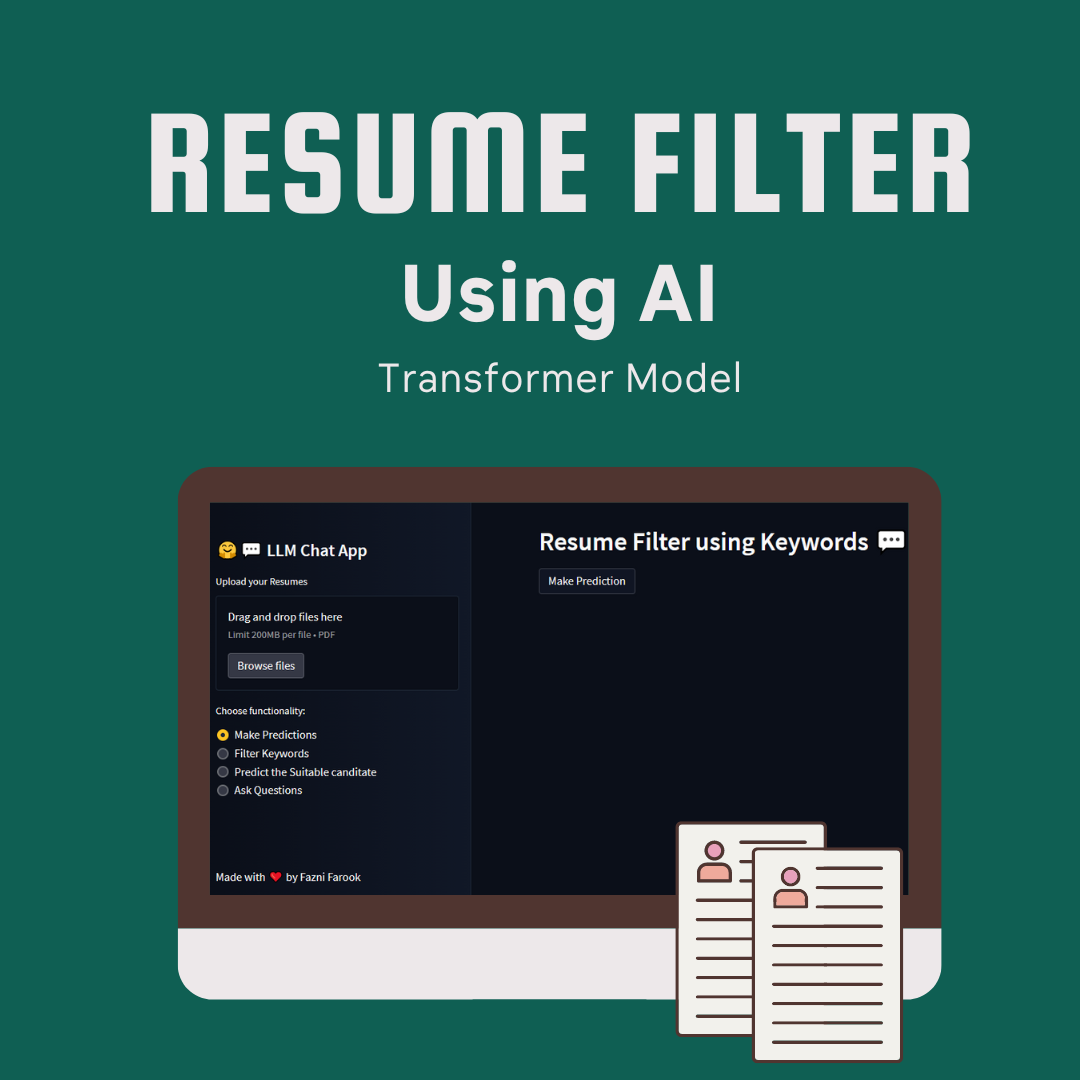 RESUME FILTER
Using AI
Transformer Model
🤗 💬 LLM Chat App
Upload your Resumes
Drag and drop files here
Limit 200MB per file • PDF
Browse files
Choose functionality:
Make Predictions
Filter Keywords
Predict the Suitable canditate
Ask Questions
Made with ❤️ by Fazni Farook
Resume Filter using Keywords 💬
Make Prediction